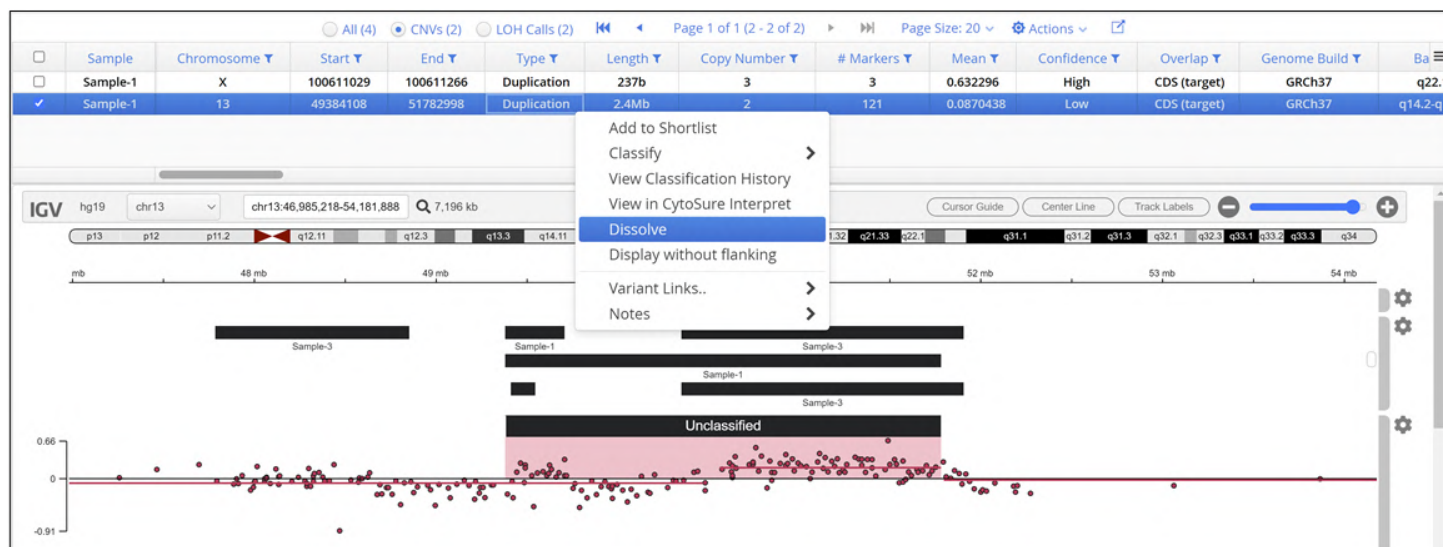 All (4) CNVs (2) LOH Calls (2) Page 1 of 1 (2 - 2 of 2) Page Size: 20 Actions
Sample Chromosome Start End Type Length Copy Number # Markers Mean Confidence Overlap Genome Build Ba
Sample-1 X 100611029 100611266 Duplication 237b 3 3 0.632296 High CDS (target) GRCh37 q22.
Sample-1 13 49384108 51782998 Duplication 2.4Mb 2 121 0.0870438 Low CDS (target) GRCh37 q14.2-q
Add to Shortlist
Classify
View Classification History
View in CytoSure Interpret
Dissolve
Display without flanking
Variant Links..
Notes
IGV hg19 chr13 chr13:46,985,218-54,181,888 7,196 kb Cursor Guide Center Line Track Labels
p13 p12 p11.2 q12.11 q12.3 q13.3 q14.11 1.32 q21.33 q22.1 q31.1 q31.2 q31.3 q32.1 q32.3 q33.1 q33.2 q33.3 q34
mb 48 mb 49 mb 52 mb 53 mb 54 mb
Sample-3 Sample-1 Sample-3
Sample-1
Sample-3
Unclassified
0.66
0
-0.91